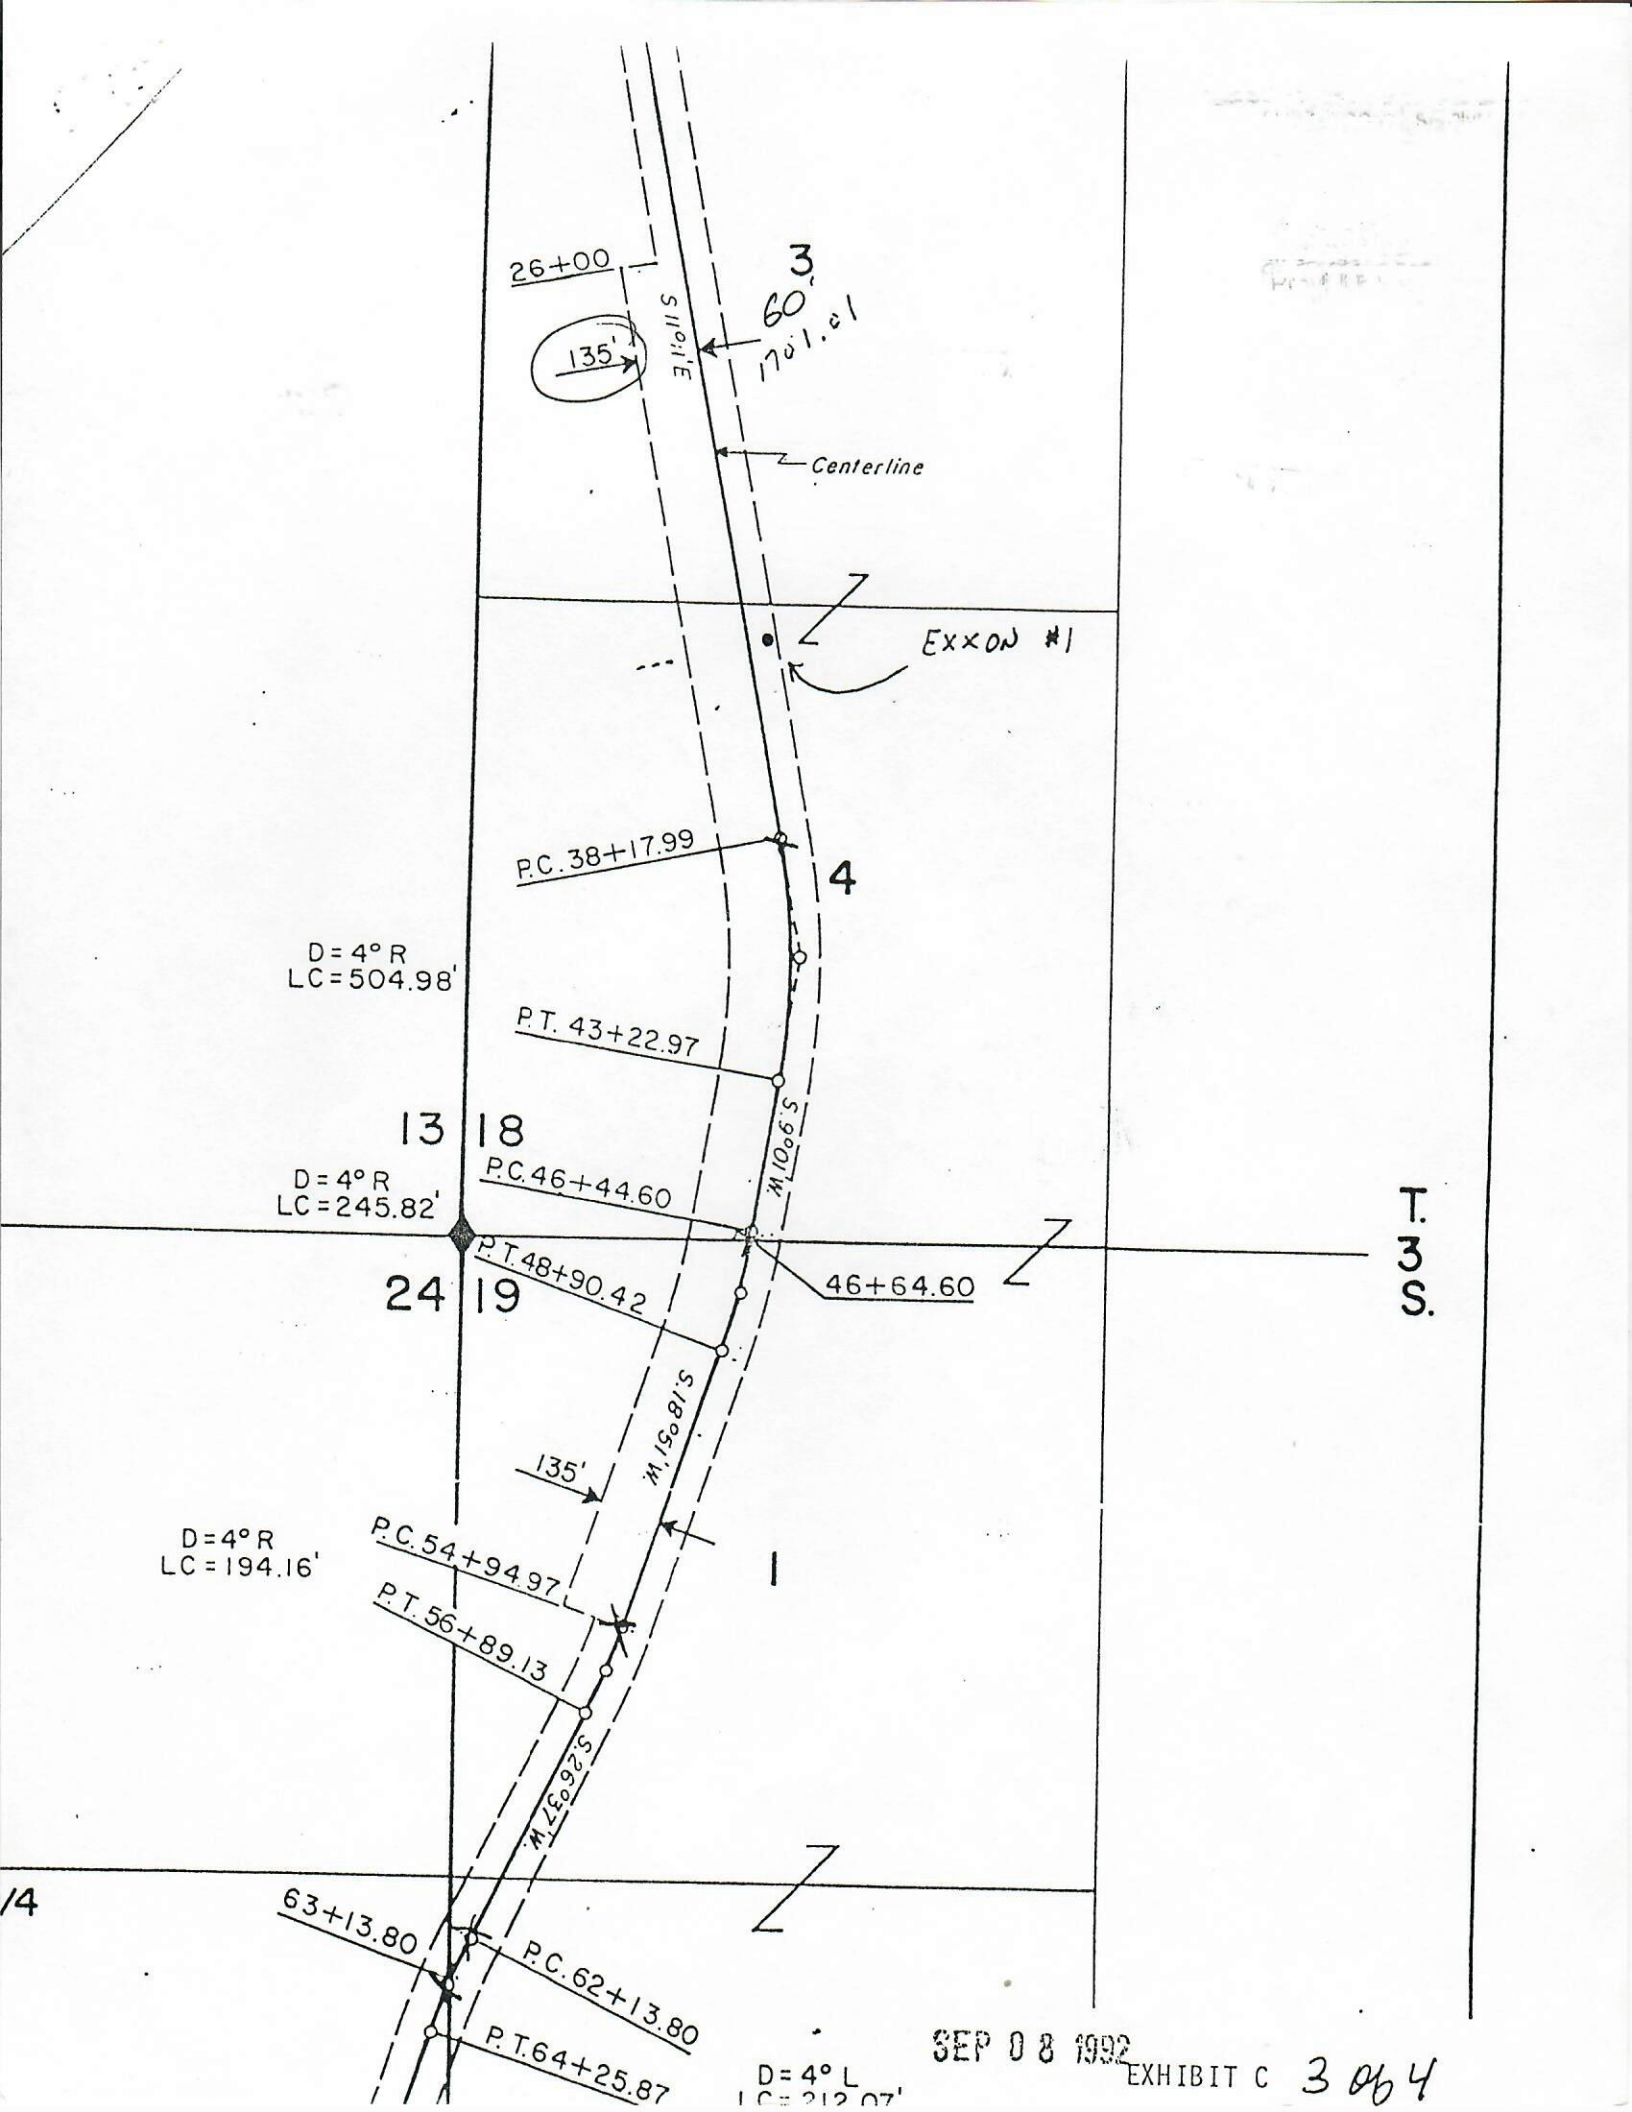 26+00
3
60'
1701.01
135'
S 11°11'E
Centerline
EXXON #1
P.C. 38+17.99
4
D=4° R
LC=504.98'
P.T. 43+22.97
S.9°01'W.
13 18
P.C. 46+44.60
D=4° R
LC=245.82'
T.
3
S.
P.T. 48+90.42
46+64.60
24 19
S.18°51'W.
135'
D=4° R
LC=194.16'
P.C. 54+94.97
1
P.T. 56+89.13
S.26°37'W.
/4
63+13.80
P.C. 62+13.80
P.T. 64+25.87
SEP 08 1992
D=4° L
LC=212.07'
EXHIBIT C 3 of 4